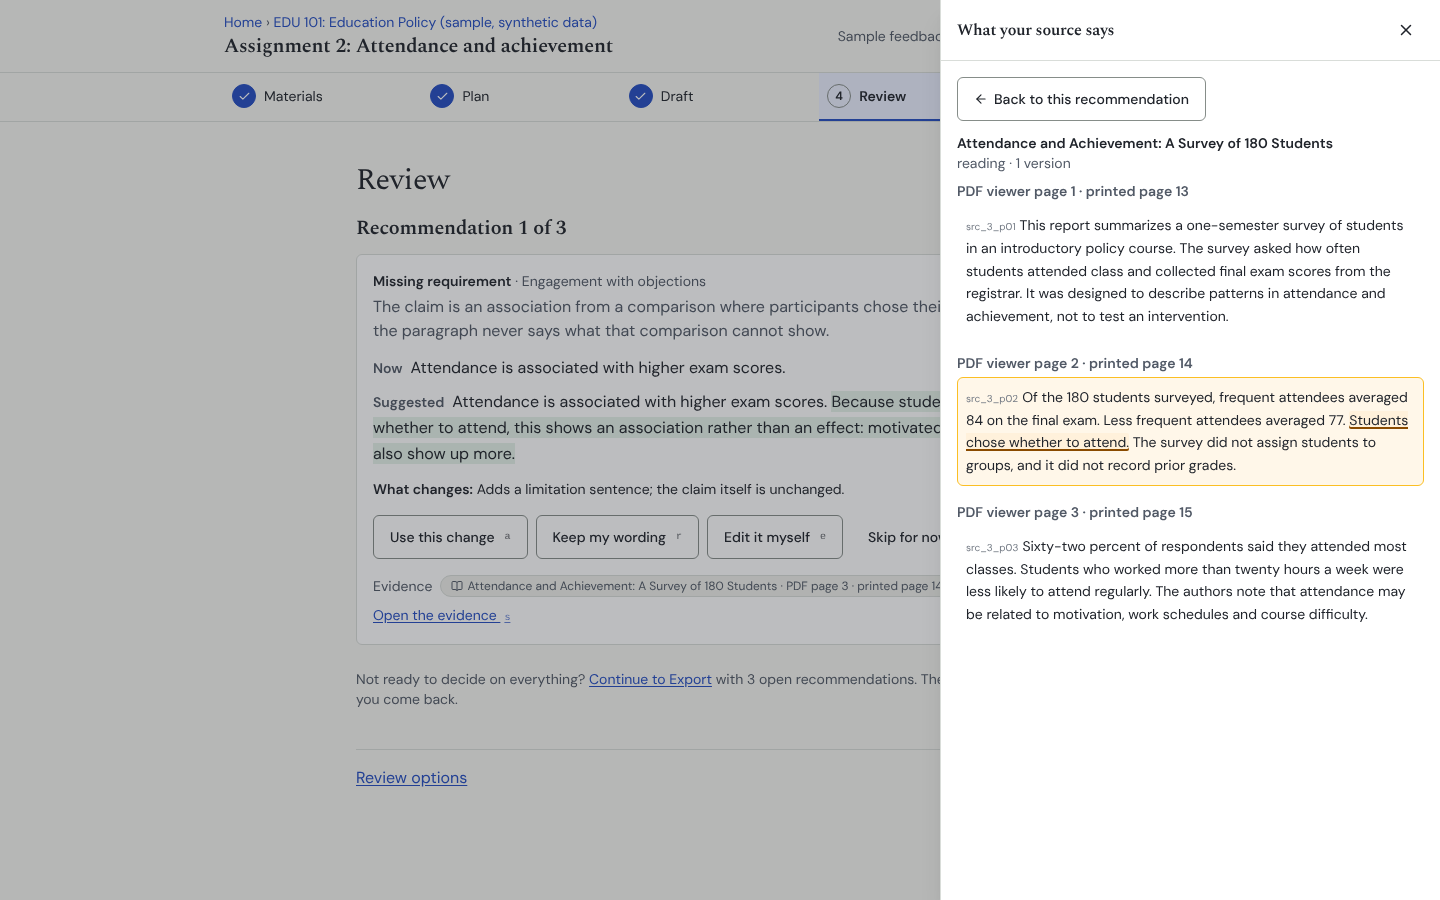 Home › EDU 101: Education Policy (sample, synthetic data)
Assignment 2: Attendance and achievement
Sample
Materials
Plan
Draft
4 Review
Review
Recommendation 1 of 3
Missing requirement · Engagement with objections
The claim is an association from a comparison where participants chose
the paragraph never says what that comparison cannot show.
Now Attendance is associated with higher exam scores.
Suggested Attendance is associated with higher exam scores. Because
whether to attend, this shows an association rather than an effect: motivated
also show up more.
What changes: Adds a limitation sentence; the claim itself is unchanged.
Use this change a
Keep my wording r
Edit it myself e
Skip for
Evidence Attendance and Achievement: A Survey of 180 Students · PDF page 3 · printed page 14
Open the evidence s
Not ready to decide on everything? Continue to Export with 3 open recommendations.
you come back.
Review options
What your source says
← Back to this recommendation
Attendance and Achievement: A Survey of 180 Students
reading · 1 version
PDF viewer page 1 · printed page 13
src_3_p01 This report summarizes a one-semester survey of students
in an introductory policy course. The survey asked how often
students attended class and collected final exam scores from the
registrar. It was designed to describe patterns in attendance and
achievement, not to test an intervention.
PDF viewer page 2 · printed page 14
src_3_p02 Of the 180 students surveyed, frequent attendees averaged
84 on the final exam. Less frequent attendees averaged 77. Students
chose whether to attend. The survey did not assign students to
groups, and it did not record prior grades.
PDF viewer page 3 · printed page 15
src_3_p03 Sixty-two percent of respondents said they attended most
classes. Students who worked more than twenty hours a week were
less likely to attend regularly. The authors note that attendance may
be related to motivation, work schedules and course difficulty.